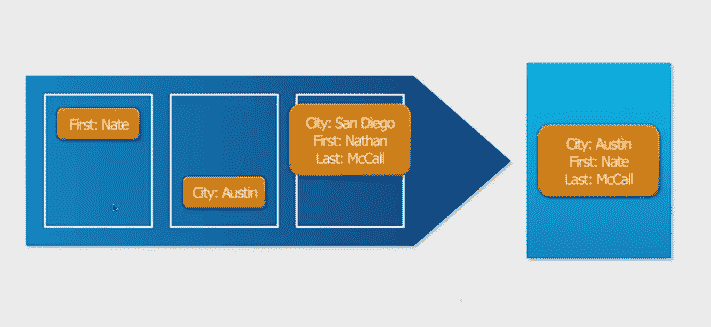 First: Nate
City: Austin
City: San Diego
First: Nathan
Last: McCall
City: Austin
First: Nate
Last: McCall